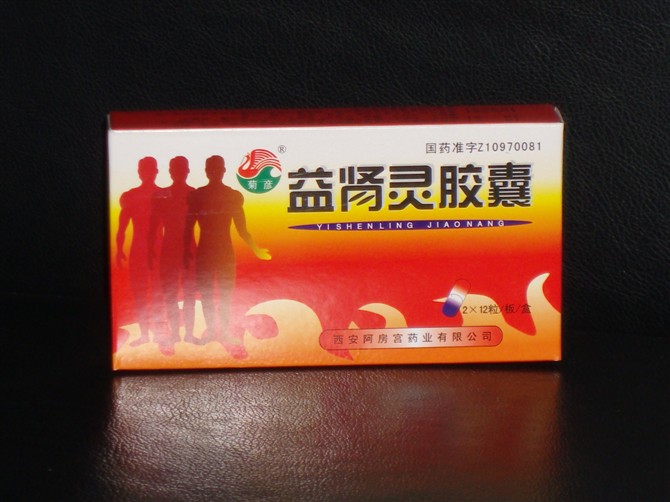 国药准字Z10970081
®
菊彦
益肾灵胶囊
YISHENLING JIAONANG
2×12粒/板/盒
西安阿房宫药业有限公司